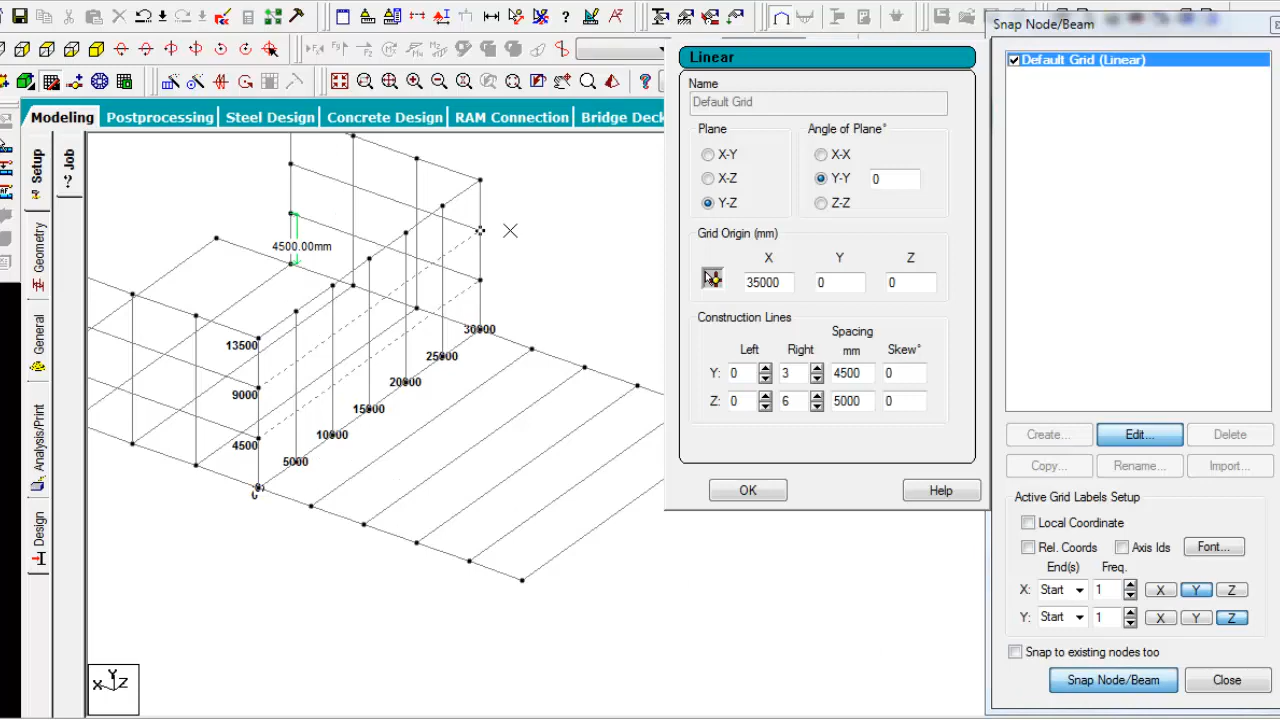 Snap Node/Beam
Linear
Default Grid (Linear)
Name
Default Grid
Modeling
Postprocessing
Steel Design
Concrete Design
RAM Connection
Bridge Deck
Plane
Angle of Plane°
X-Y
X-X
X-Z
Y-Y
0
Y-Z
Z-Z
Grid Origin (mm)
X
Y
Z
35000
0
0
Construction Lines
Spacing
Left
Right
mm
Skew°
Y:
0
3
4500
0
Z:
0
6
5000
0
OK
Help
Setup
? Job
Geometry
General
Analysis/Print
Design
4500.00mm
13500
9000
4500
0
5000
10000
15000
20000
25000
30000
Y
X
Z
Create...
Edit...
Delete
Copy...
Rename...
Import...
Active Grid Labels Setup
Local Coordinate
Rel. Coords
Axis Ids
Font...
End(s)
Freq.
X:
Start
1
X
Y
Z
Y:
Start
1
X
Y
Z
Snap to existing nodes too
Snap Node/Beam
Close